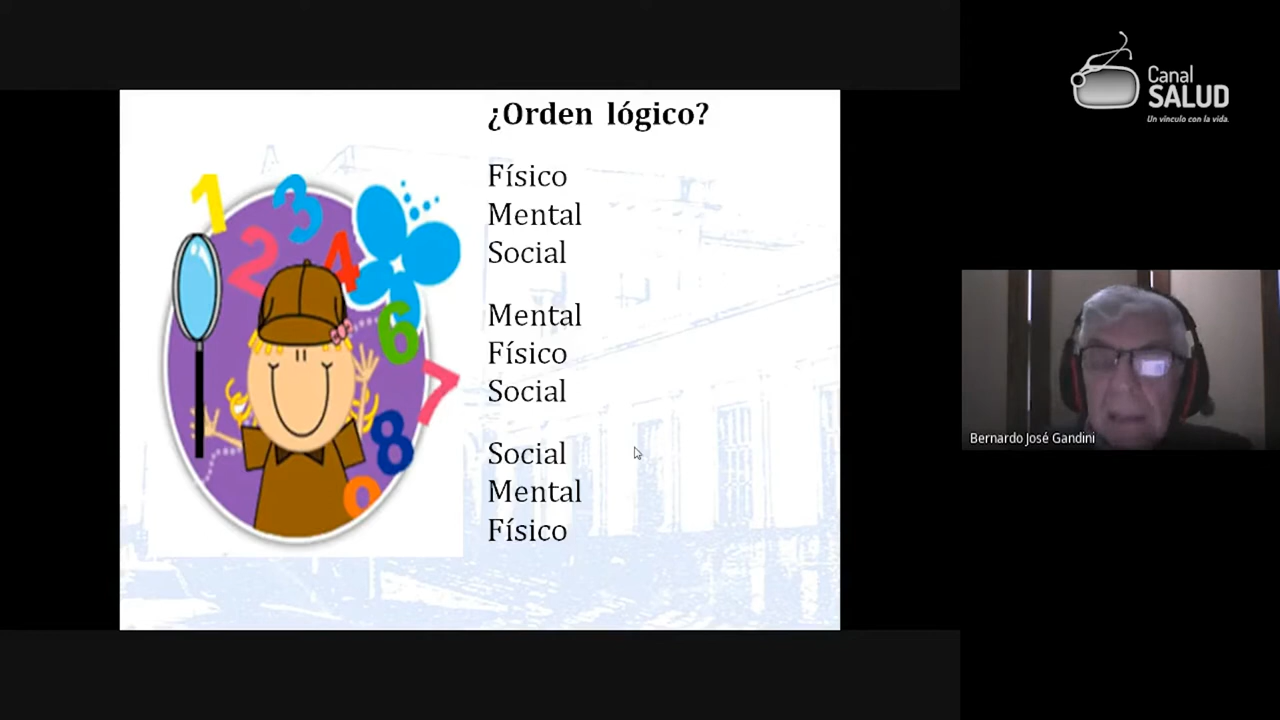 ¿Orden lógico?
Físico
Mental
Social
Mental
Físico
Social
Social
Mental
Físico
1
2
3
4
6
7
8
9
Canal
SALUD
Un vínculo con la vida.
Bernardo José Gandini